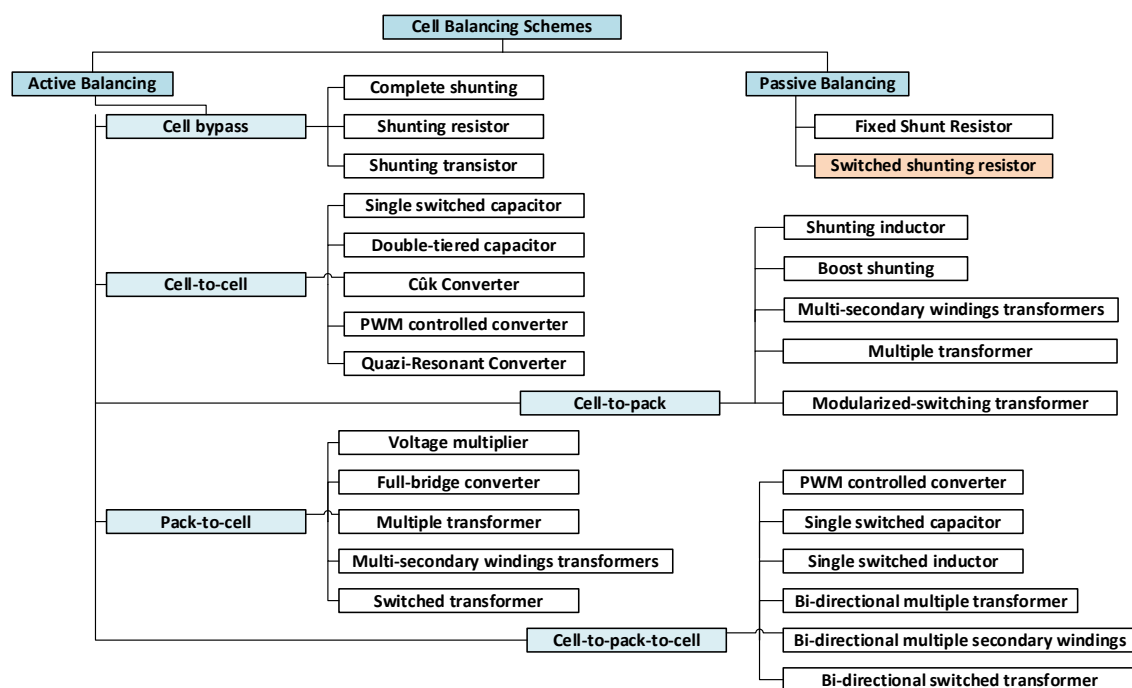 Cell Balancing Schemes
Active Balancing
Passive Balancing
Cell bypass
Complete shunting
Shunting resistor
Shunting transistor
Fixed Shunt Resistor
Switched shunting resistor
Cell-to-cell
Single switched capacitor
Double-tiered capacitor
Cûk Converter
PWM controlled converter
Quazi-Resonant Converter
Cell-to-pack
Shunting inductor
Boost shunting
Multi-secondary windings transformers
Multiple transformer
Modularized-switching transformer
Pack-to-cell
Voltage multiplier
Full-bridge converter
Multiple transformer
Multi-secondary windings transformers
Switched transformer
Cell-to-pack-to-cell
PWM controlled converter
Single switched capacitor
Single switched inductor
Bi-directional multiple transformer
Bi-directional multiple secondary windings
Bi-directional switched transformer